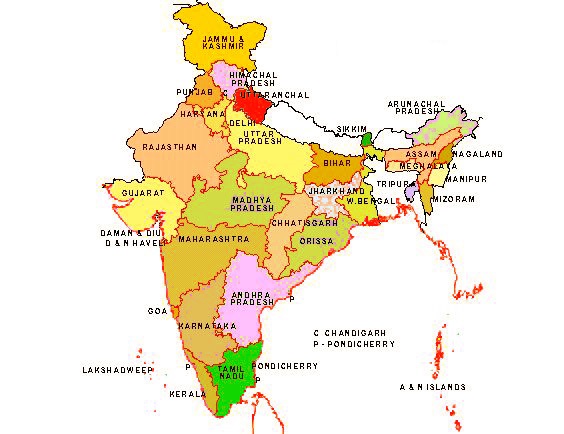 JAMMU &
KASHMIR
HIMACHAL
PRADESH
PUNJAB
C
UTTARANCHAL
HARYANA
DELHI
ARUNACHAL
PRADESH
SIKKIM
UTTAR
PRADESH
RAJASTHAN
ASSAM
NAGALAND
BIHAR
MEGHALAYA
MANIPUR
GUJARAT
JHARKHAND
TRIPURA
MIZORAM
MADHYA
PRADESH
W.BENGAL
CHHATISGARH
DAMAN & DIU
D & N HAVELI
MAHARASHTRA
ORISSA
ANDHRA
PRADESH
P
GOA
KARNATAKA
C CHANDIGARH
P - PONDICHERRY
LAKSHADWEEP
P
TAMIL
NADU
PONDICHERRY
P
KERALA
A & N ISLANDS